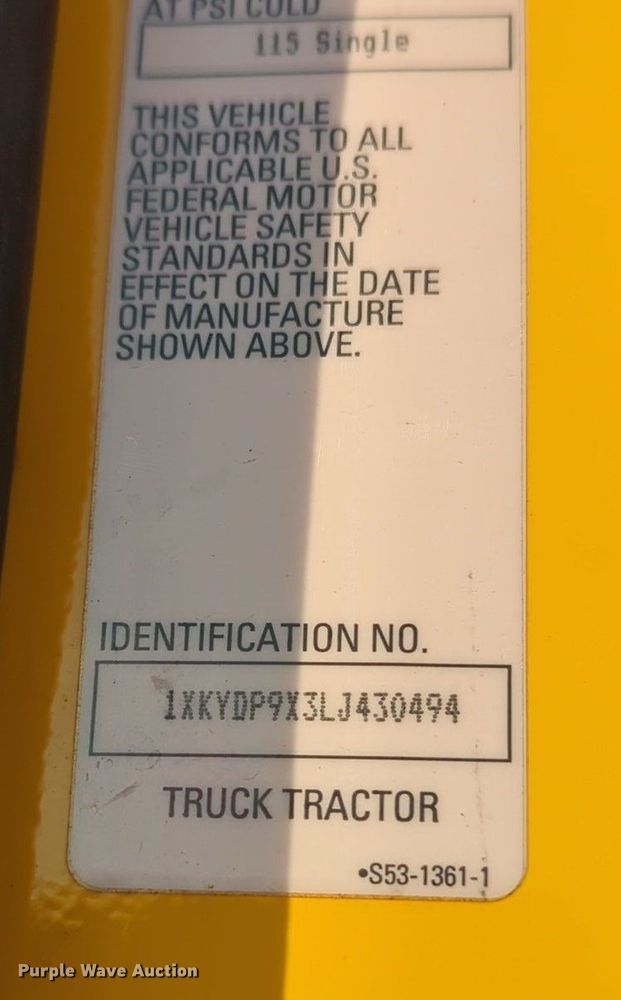 AT PSI COLD
115 Single
THIS VEHICLE
CONFORMS TO ALL
APPLICABLE U.S.
FEDERAL MOTOR
VEHICLE SAFETY
STANDARDS IN
EFFECT ON THE DATE
OF MANUFACTURE
SHOWN ABOVE.
IDENTIFICATION NO.
1XKYDP9X3LJ430494
TRUCK TRACTOR
•S53-1361-1
Purple Wave Auction